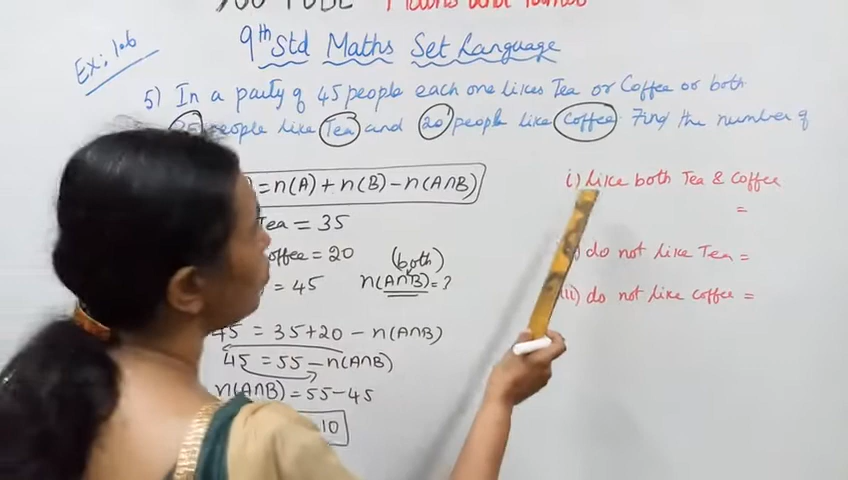 Ex: 1.6
9th Std Maths Set Language
5) In a party of 45 people each one likes Tea or Coffee or both
35 people like Tea and 20 people like Coffee Find the number of
= n(A) + n(B) - n(A∩B)
Tea = 35
Coffee = 20
(both)
= 45 n(A∩B) = ?
45 = 35+20 - n(A∩B)
45 = 55 - n(A∩B)
n(A∩B) = 55-45
10
i) Like both Tea & Coffee
=
do not like Tea =
iii) do not like coffee =